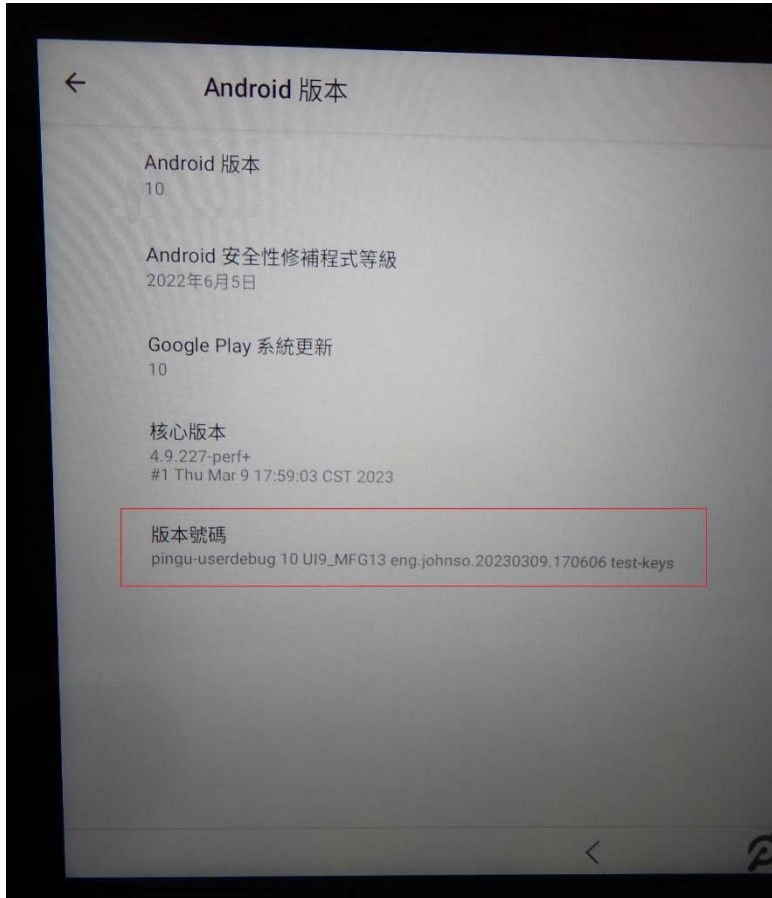 Android 版本
Android 版本
10
Android 安全性修補程式等級
2022年6月5日
Google Play 系統更新
10
核心版本
4.9.227-perf+
#1 Thu Mar 9 17:59:03 CST 2023
版本號碼
pingu-userdebug 10 UI9_MFG13 eng.johnso.20230309.170606 test-keys